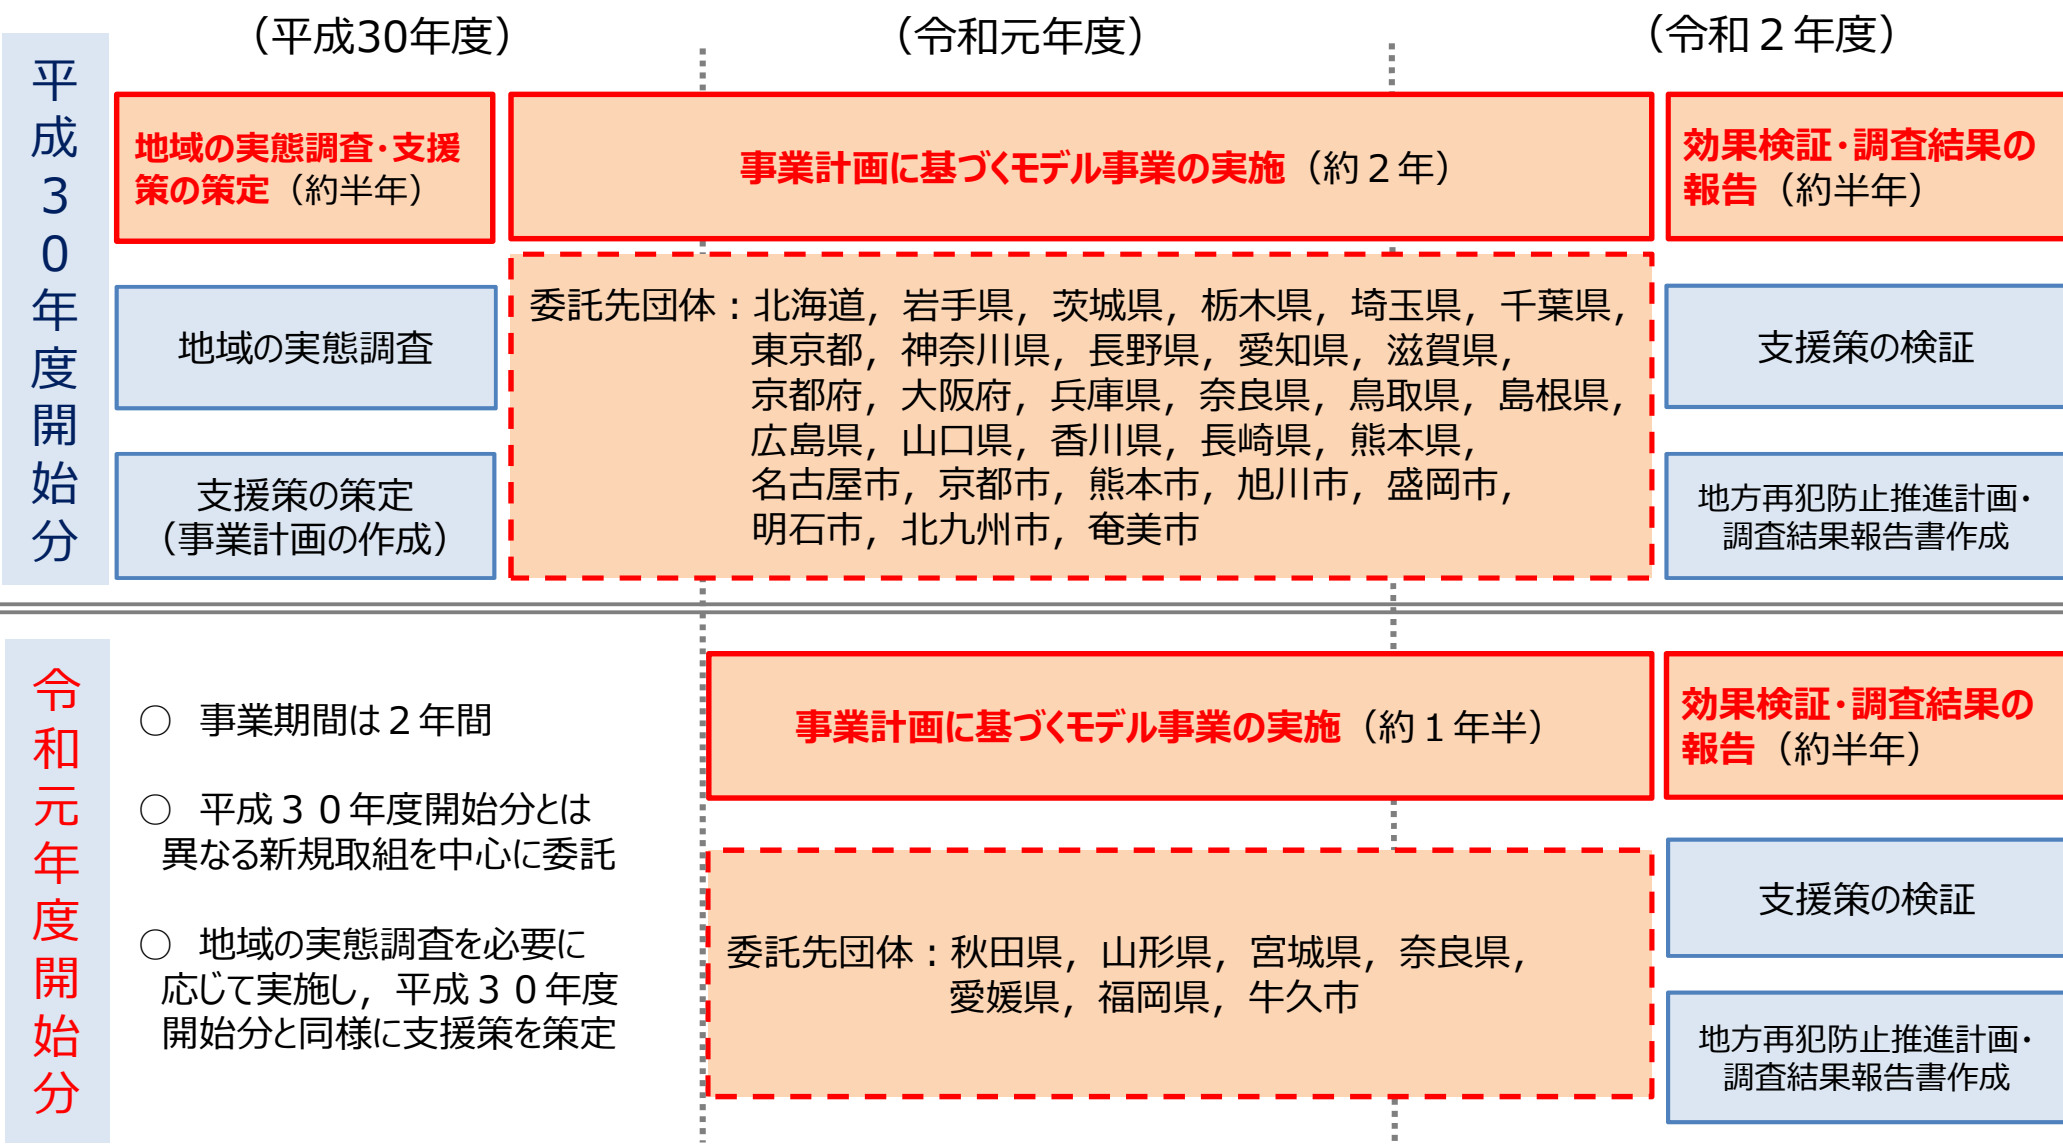 （平成30年度）
（令和元年度）
（令和２年度）
平成３０年度開始分
地域の実態調査・支援
策の策定（約半年）
事業計画に基づくモデル事業の実施（約２年）
効果検証・調査結果の
報告（約半年）
地域の実態調査
支援策の策定
（事業計画の作成）
委託先団体：北海道，岩手県，茨城県，栃木県，埼玉県，千葉県，
東京都，神奈川県，長野県，愛知県，滋賀県，
京都府，大阪府，兵庫県，奈良県，鳥取県，島根県，
広島県，山口県，香川県，長崎県，熊本県，
名古屋市，京都市，熊本市，旭川市，盛岡市，
明石市，北九州市，奄美市
支援策の検証
地方再犯防止推進計画・
調査結果報告書作成
令和元年度開始分
○　事業期間は２年間
○　平成３０年度開始分とは
異なる新規取組を中心に委託
○　地域の実態調査を必要に
応じて実施し，平成３０年度
開始分と同様に支援策を策定
事業計画に基づくモデル事業の実施（約１年半）
効果検証・調査結果の
報告（約半年）
委託先団体：秋田県，山形県，宮城県，奈良県，
愛媛県，福岡県，牛久市
支援策の検証
地方再犯防止推進計画・
調査結果報告書作成